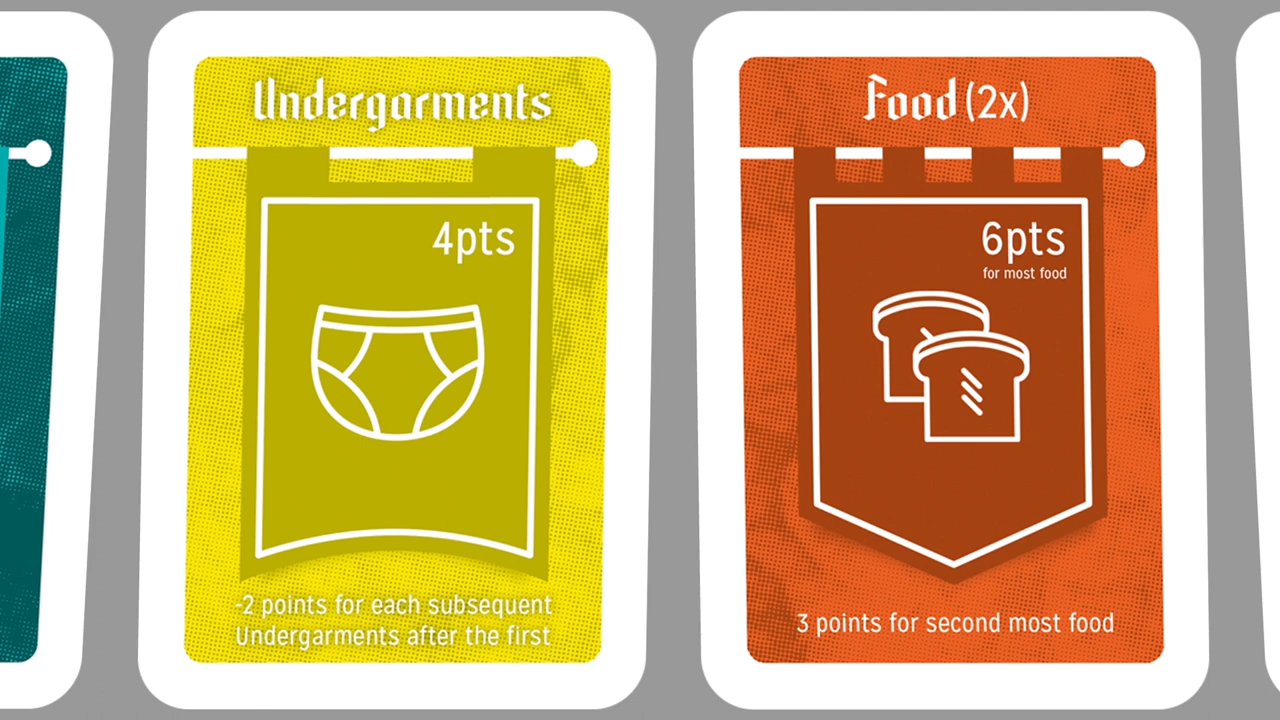 Undergarments
4pts
-2 points for each subsequent
Undergarments after the first
Food (2x)
6pts
for most food
3 points for second most food